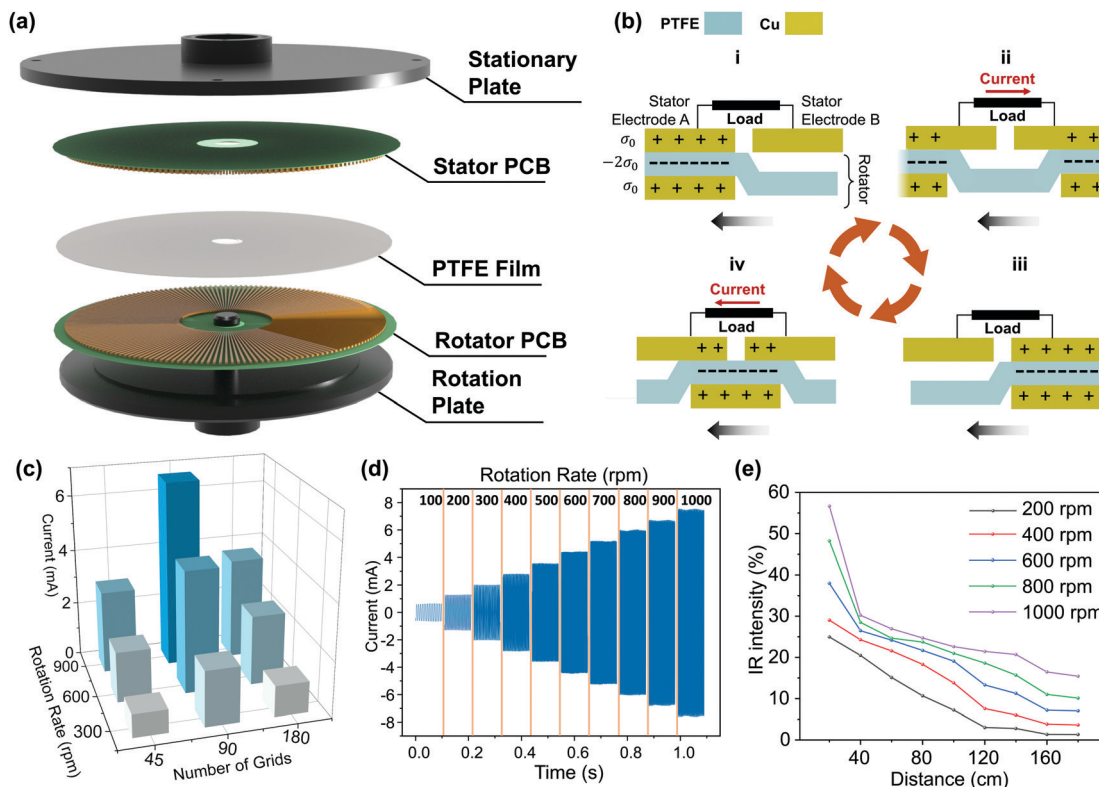 (a)
Stationary
Plate
Stator PCB
PTFE Film
Rotator PCB
Rotation
Plate
(b)
PTFE
Cu
i
Stator
Electrode A
Load
Stator
Electrode B
σ₀
+ + + +
−2σ₀
σ₀
+ + + +
Rotator
ii
Current
Load
+ +
+
+ +
+
iv
Current
Load
+ +
+ +
+ + + +
iii
Load
+ + + +
+ + + +
(c)
Current (mA)
6
4
2
0
900
600
300
Rotation Rate (rpm)
45
90
180
Number of Grids
(d)
Rotation Rate (rpm)
100 200 300 400 500 600 700 800 900 1000
Current (mA)
8
6
4
2
0
-2
-4
-6
-8
0.0 0.2 0.4 0.6 0.8 1.0
Time (s)
(e)
IR intensity (%)
60
50
40
30
20
10
0
200 rpm
400 rpm
600 rpm
800 rpm
1000 rpm
40 80 120 160
Distance (cm)